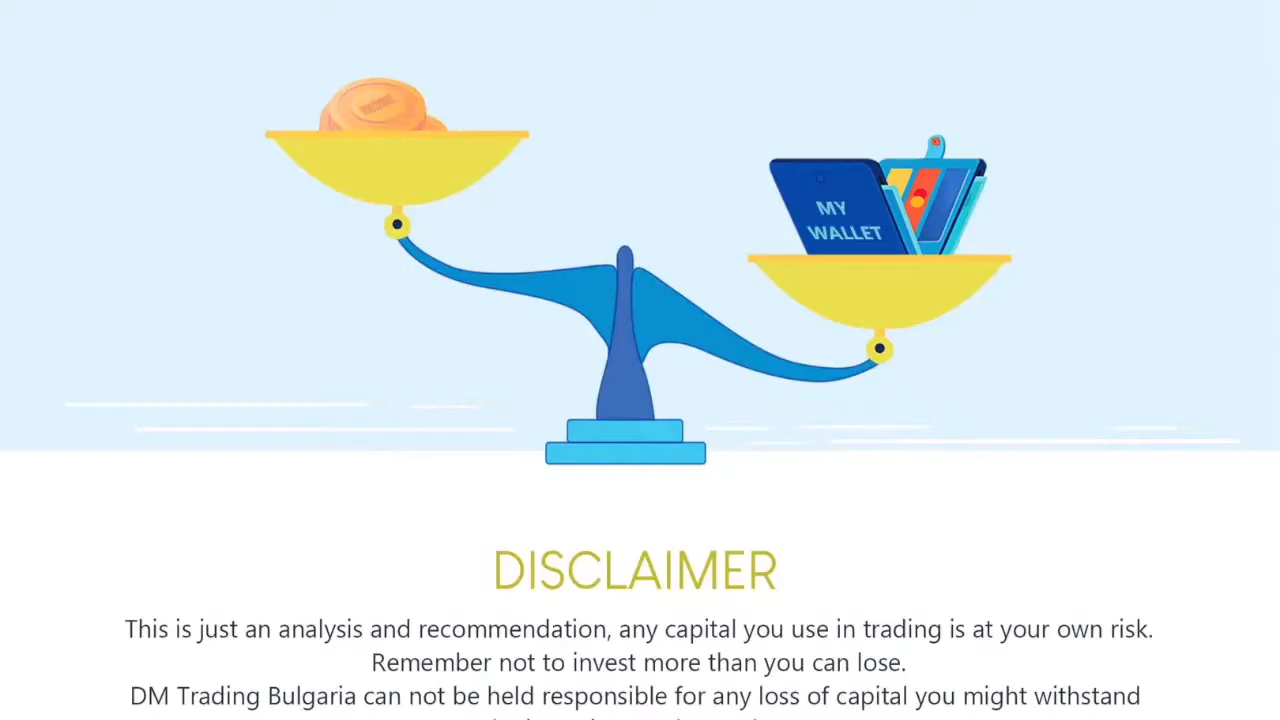 MY
WALLET
DISCLAIMER
This is just an analysis and recommendation, any capital you use in trading is at your own risk.
Remember not to invest more than you can lose.
DM Trading Bulgaria can not be held responsible for any loss of capital you might withstand